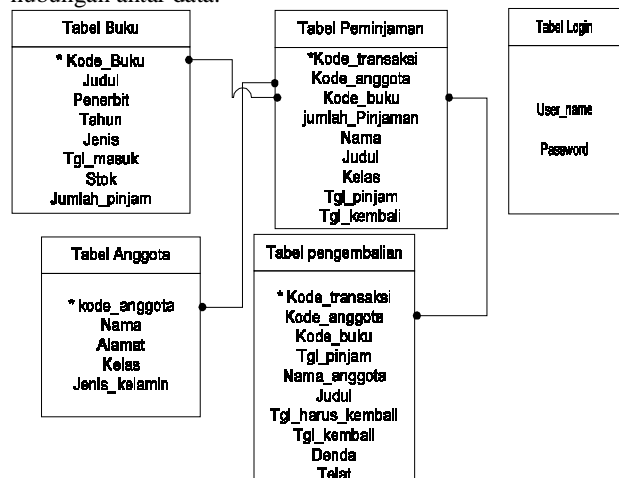 hubungan antar data.
Tabel Buku
* Kode_Buku
Judul
Penerbit
Tahun
Jenis
Tgl_masuk
Stok
Jumlah_pinjam
Tabel Peminjaman
*Kode_transaksi
Kode_anggota
Kode_buku
jumlah_Pinjaman
Nama
Judul
Kelas
Tgl_pinjam
Tgl_kembali
Tabel Login
User_name
Password
Tabel Anggota
* kode_anggota
Nama
Alamat
Kelas
Jenis_kelamin
Tabel pengembalian
* Kode_transaksi
Kode_anggota
Kode_buku
Tgl_pinjam
Nama_anggota
Judul
Tgl_harus_kembali
Tgl_kembali
Denda
Telat